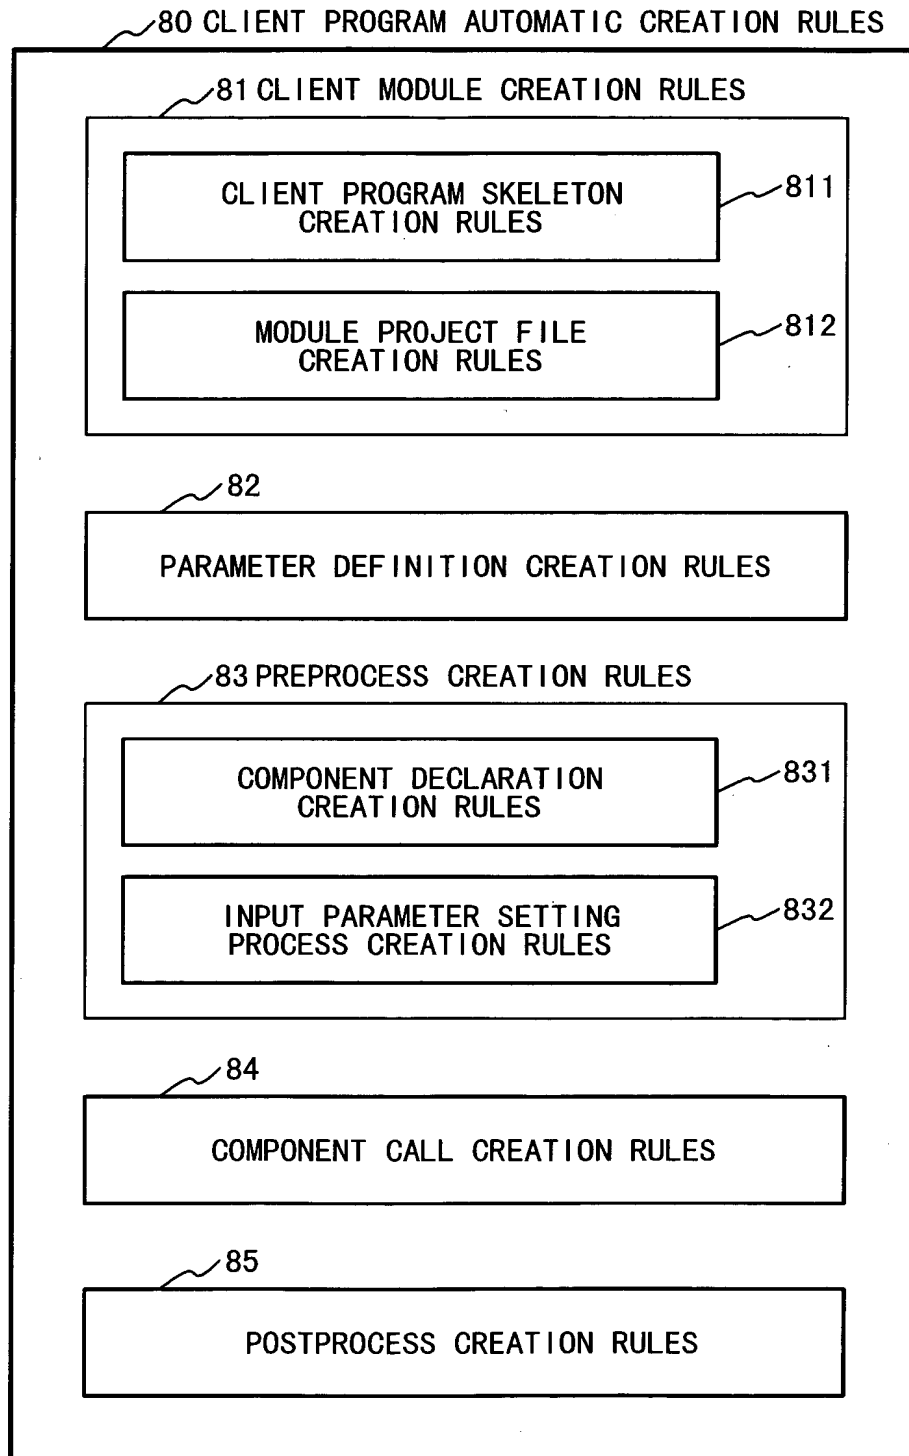 80 CLIENT PROGRAM AUTOMATIC CREATION RULES
81 CLIENT MODULE CREATION RULES
CLIENT PROGRAM SKELETON
CREATION RULES
811
MODULE PROJECT FILE
CREATION RULES
812
82
PARAMETER DEFINITION CREATION RULES
83 PREPROCESS CREATION RULES
COMPONENT DECLARATION
CREATION RULES
831
INPUT PARAMETER SETTING
PROCESS CREATION RULES
832
84
COMPONENT CALL CREATION RULES
85
POSTPROCESS CREATION RULES